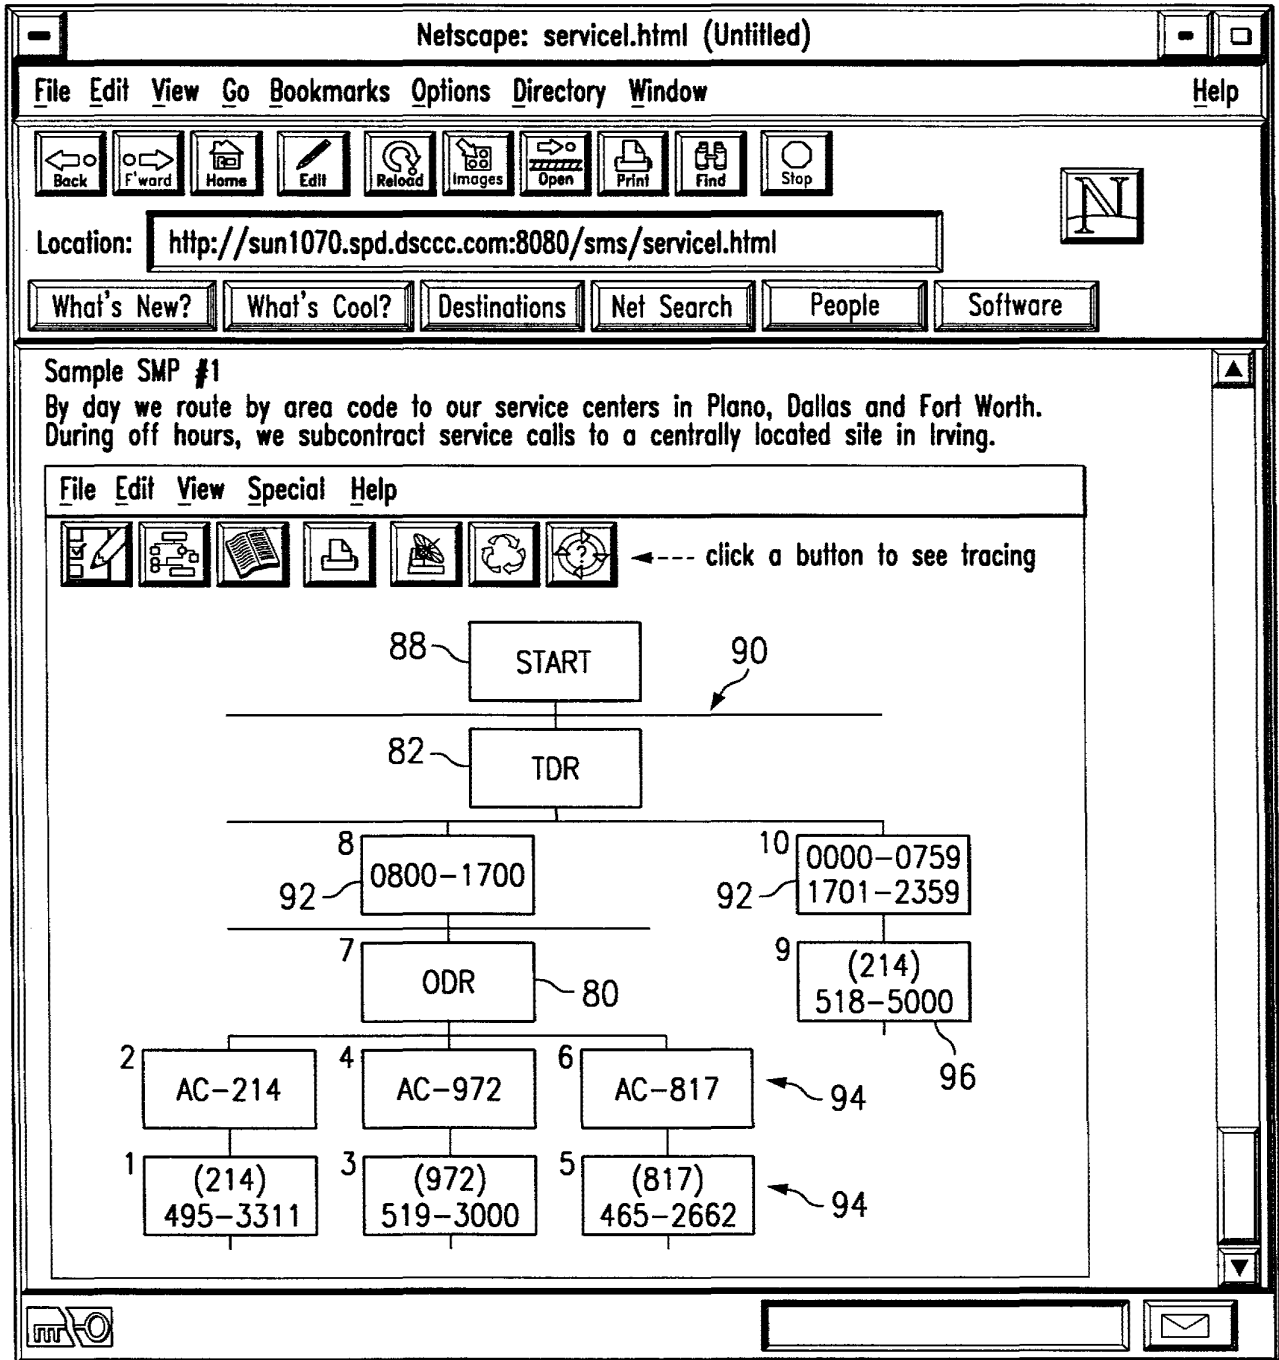 Netscape: servicel.html (Untitled)
File Edit View Go Bookmarks Options Directory Window Help
Back F'ward Home Edit Reload Images Open Print Find Stop
N
Location: http://sun1070.spd.dsccc.com:8080/sms/servicel.html
What's New? What's Cool? Destinations Net Search People Software
Sample SMP #1
By day we route by area code to our service centers in Plano, Dallas and Fort Worth.
During off hours, we subcontract service calls to a centrally located site in Irving.
File Edit View Special Help
? click a button to see tracing
88 START 90
82 TDR
8 10
0800-1700 0000-0759
92 92 1701-2359
7 ODR 80
9 (214)
518-5000
96
2 AC-214 4 AC-972 6 AC-817 94
1 (214) 3 (972) 5 (817) 94
495-3311 519-3000 465-2662